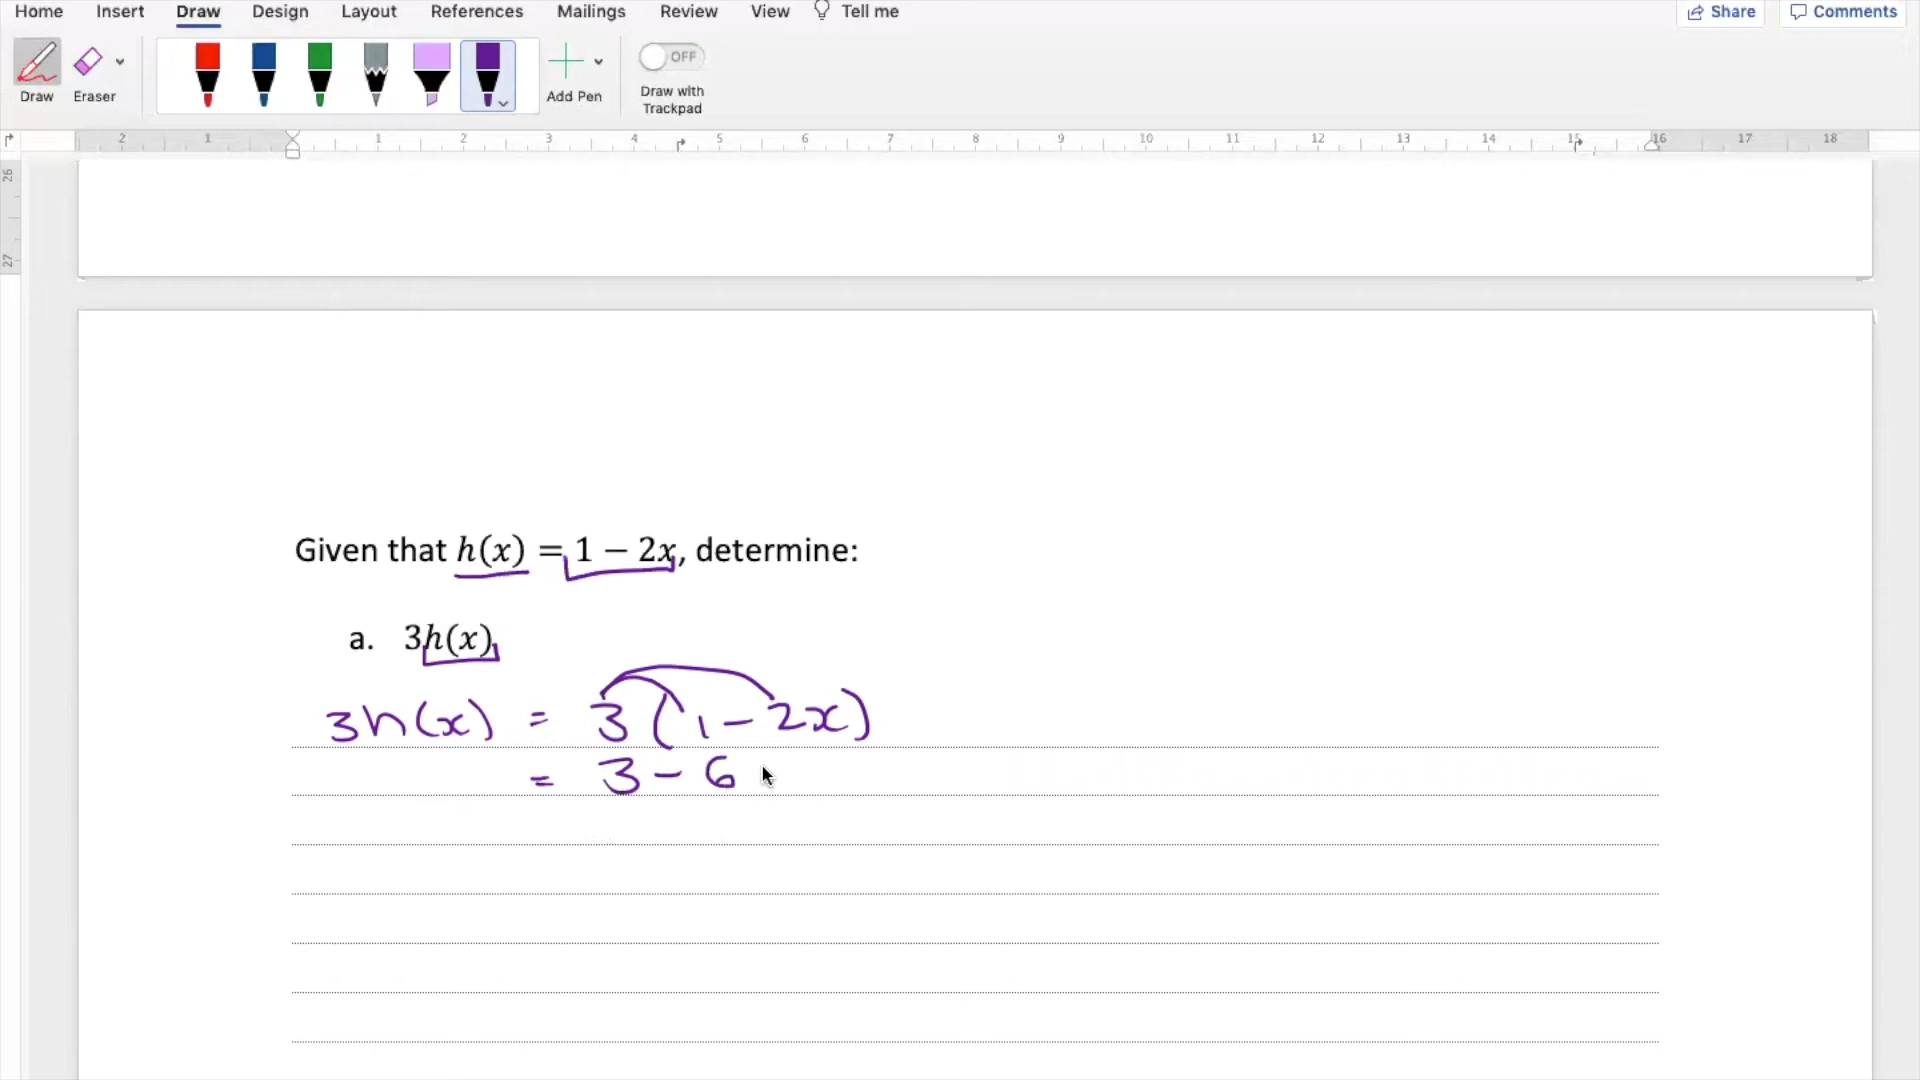 Home Insert Draw Design Layout References Mailings Review View Tell me Share Comments
Draw Eraser Add Pen OFF Draw with Trackpad
2 1 1 2 3 4 5 6 7 8 9 10 11 12 13 14 15 16 17 18
26
27
Given that h(x) = 1 − 2x, determine:
a. 3h(x)
3h(x) = 3(1 − 2x)
= 3 − 6